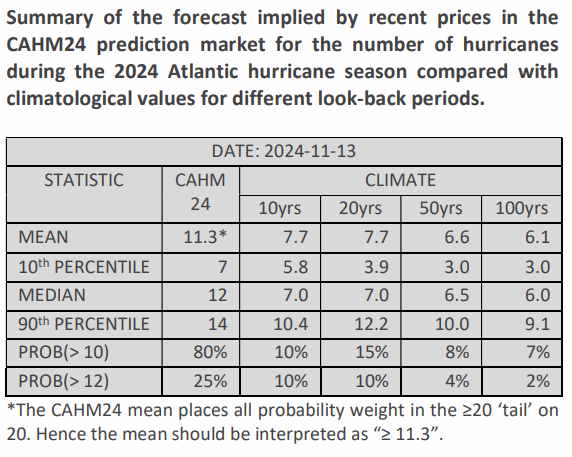 Summary of the forecast implied by recent prices in the
CAHM24 prediction market for the number of hurricanes
during the 2024 Atlantic hurricane season compared with
climatological values for different look-back periods.
DATE: 2024-11-13
STATISTIC CAHM 24 CLIMATE
10yrs 20yrs 50yrs 100yrs
MEAN 11.3* 7.7 7.7 6.6 6.1
10th PERCENTILE 7 5.8 3.9 3.0 3.0
MEDIAN 12 7.0 7.0 6.5 6.0
90th PERCENTILE 14 10.4 12.2 10.0 9.1
PROB(> 10) 80% 10% 15% 8% 7%
PROB(> 12) 25% 10% 10% 4% 2%
*The CAHM24 mean places all probability weight in the ≥20 ‘tail’ on
20. Hence the mean should be interpreted as “≥ 11.3”.